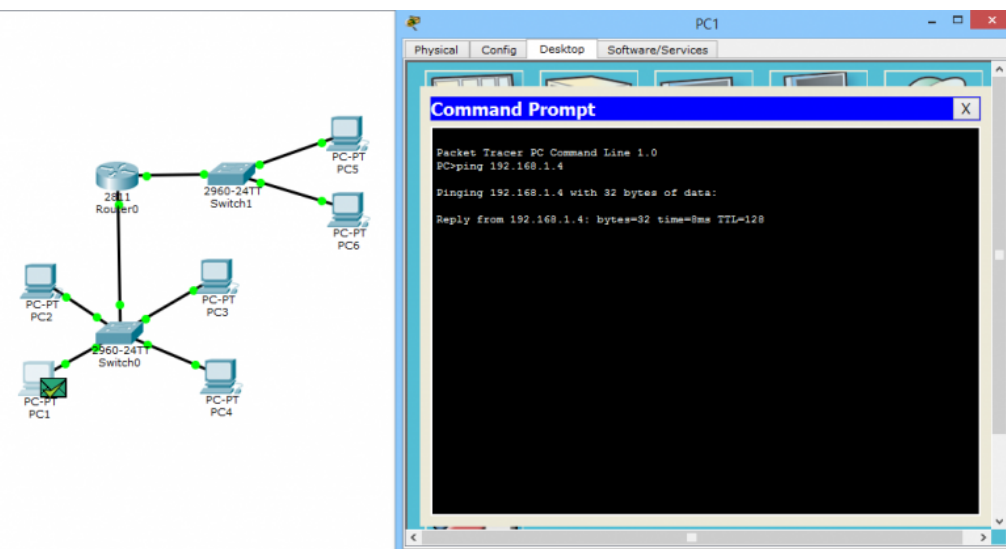 PC-PT
PC5
2811
Router0
2960-24TT
Switch1
PC-PT
PC6
PC-PT
PC2
PC-PT
PC3
2960-24TT
Switch0
PC-PT
PC1
PC-PT
PC4
PC1
Physical Config Desktop Software/Services
Command Prompt X
Packet Tracer PC Command Line 1.0
PC>ping 192.168.1.4
Pinging 192.168.1.4 with 32 bytes of data:
Reply from 192.168.1.4: bytes=32 time=8ms TTL=128